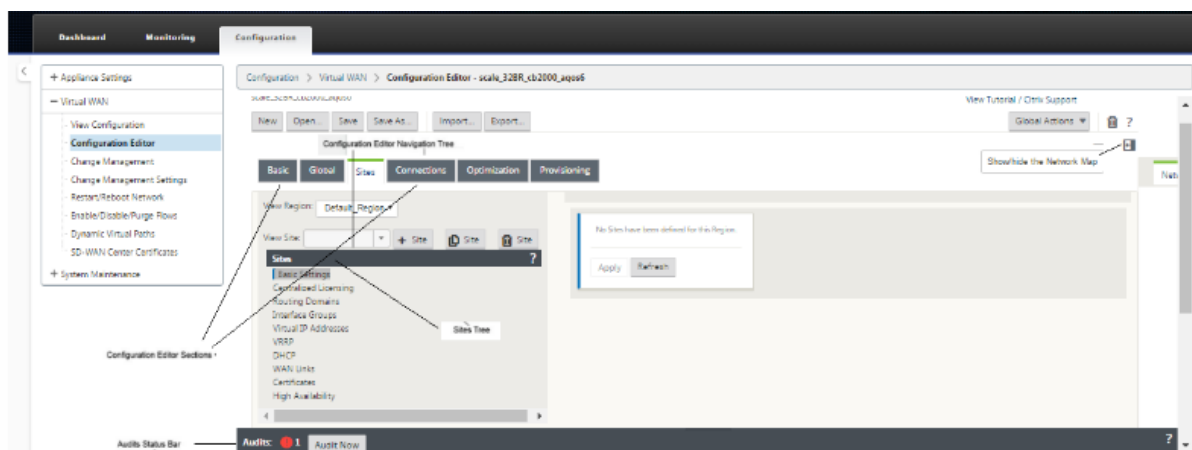 Dashboard Monitoring Configuration
+ Appliance Settings
− Virtual WAN
View Configuration
Configuration Editor
Change Management
Change Management Settings
Restart/Reboot Network
Enable/Disable/Purge Flows
Dynamic Virtual Paths
SD-WAN Center Certificates
+ System Maintenance
Configuration > Virtual WAN > Configuration Editor - scale_32BR_cb2000_aqos6
scale_32BR_cb2000_aqos6 View Tutorial / Citrix Support
New Open... Save Save As... Import... Export... Global Actions ?
Configuration Editor Navigation Tree
Show/hide the Network Map
Basic Global Sites Connections Optimization Provisioning
Netw
View Region: Default_Region
View Site: + Site Site Site
Sites ?
Basic Settings
Centralized Licensing
Routing Domains
Interface Groups
Virtual IP Addresses
VRRP
DHCP
WAN Links
Certificates
High Availability
No Sites have been defined for this Region.
Apply Refresh
Sites Tree
Configuration Editor Sections
Audits Status Bar
Audits: 1 Audit Now ?